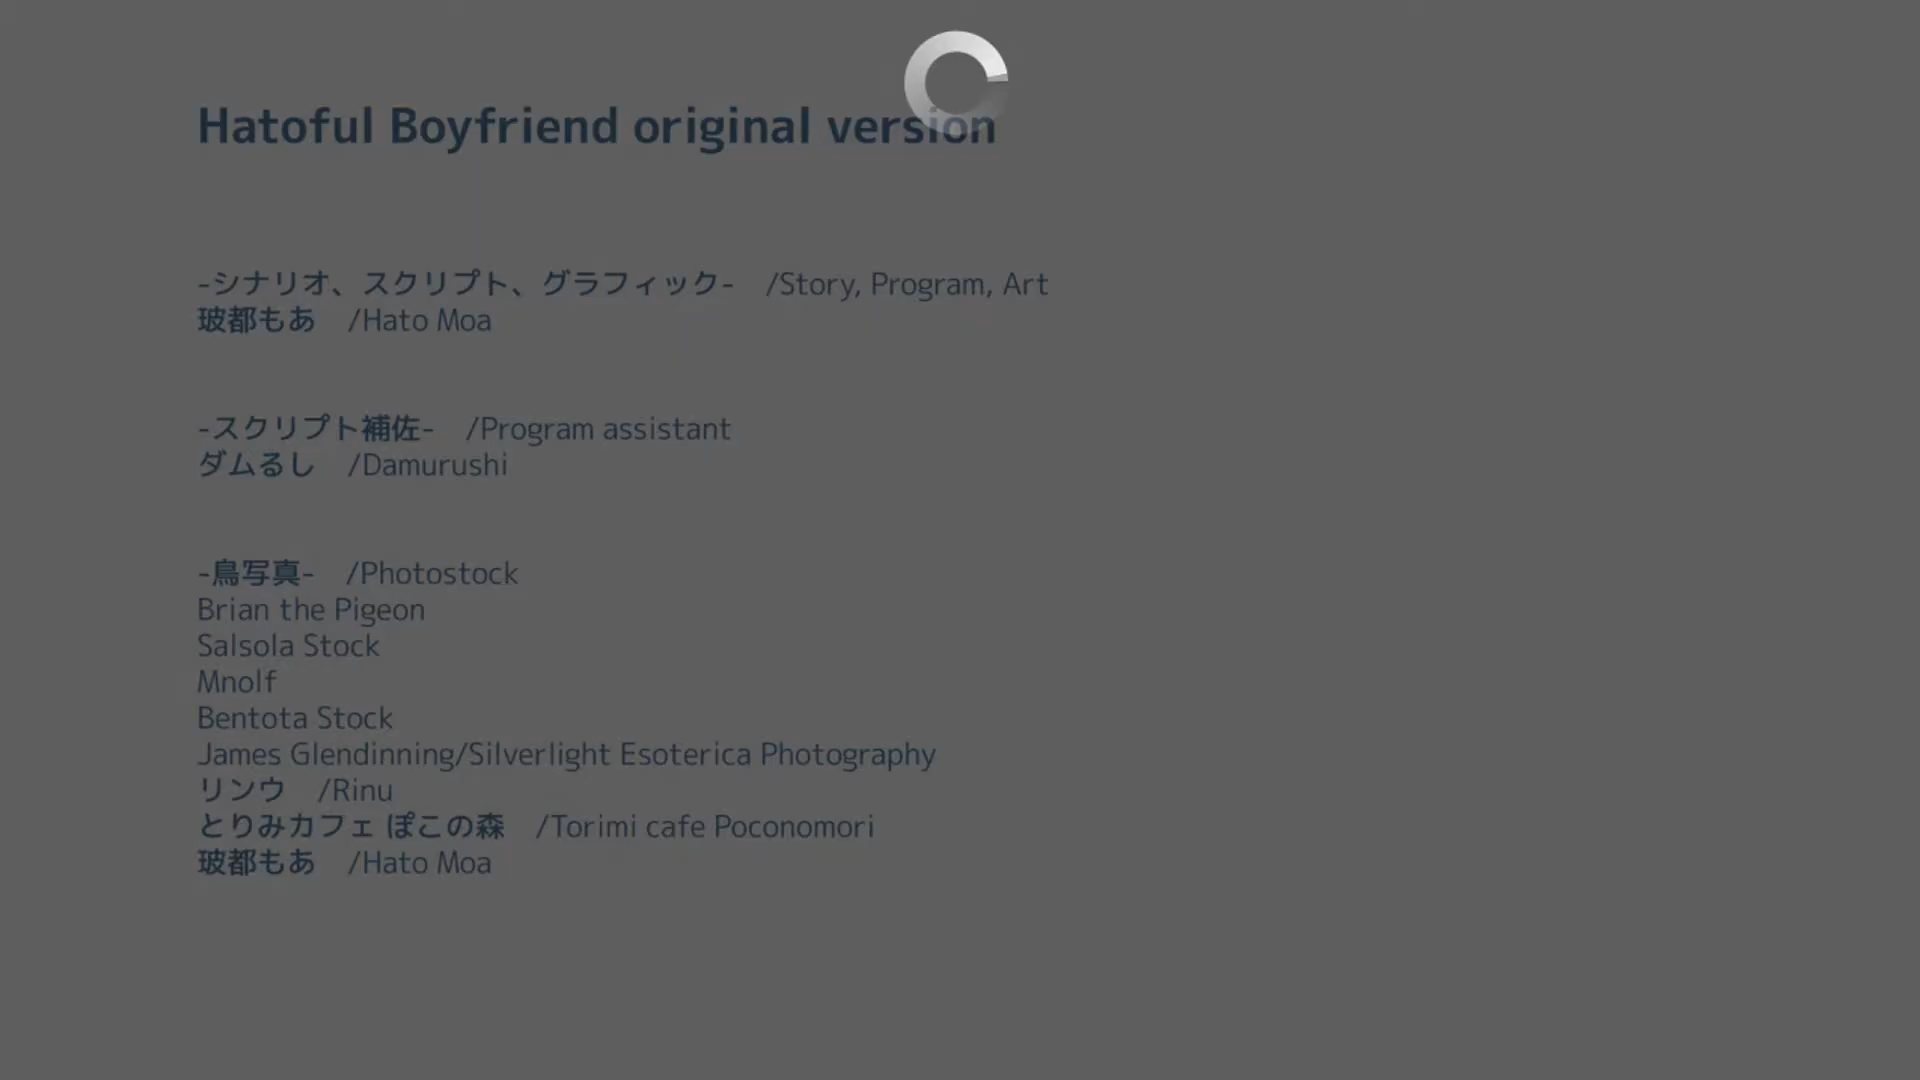 Hatoful Boyfriend original version
-シナリオ、スクリプト、グラフィック-　/Story, Program, Art
玻都もあ　/Hato Moa
-スクリプト補佐-　/Program assistant
ダムるし　/Damurushi
-鳥写真-　/Photostock
Brian the Pigeon
Salsola Stock
Mnolf
Bentota Stock
James Glendinning/Silverlight Esoterica Photography
リンウ　/Rinu
とりみカフェ ぽこの森　/Torimi cafe Poconomori
玻都もあ　/Hato Moa